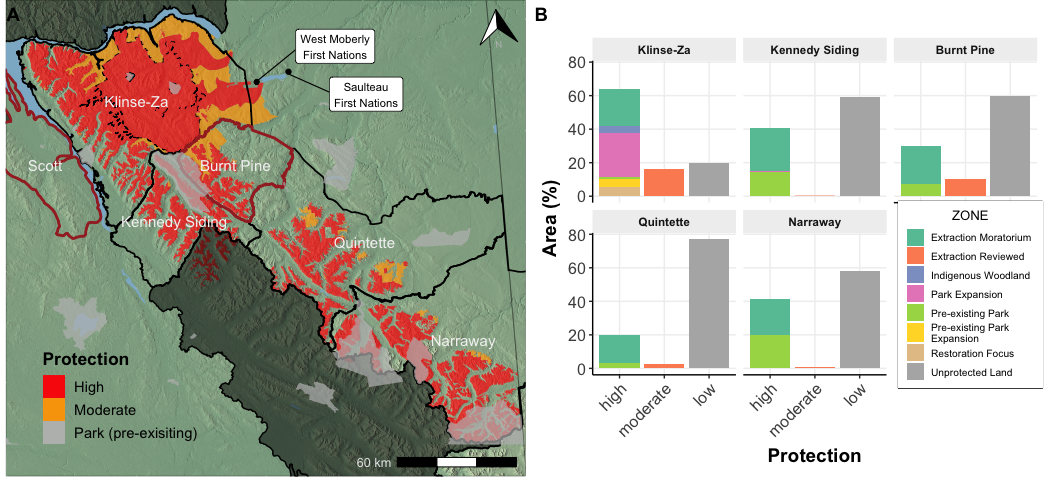 A
N
West Moberly
First Nations
Saulteau
First Nations
Klinse-Za
Scott
Burnt Pine
Kennedy Siding
Quintette
Narraway
Protection
High
Moderate
Park (pre-exisiting)
60 km
B
Area (%)
Klinse-Za
Kennedy Siding
Burnt Pine
80
60
40
20
0
Quintette
Narraway
80
60
40
20
0
high
moderate
low
high
moderate
low
Protection
ZONE
Extraction Moratorium
Extraction Reviewed
Indigenous Woodland
Park Expansion
Pre-existing Park
Pre-existing Park
Expansion
Restoration Focus
Unprotected Land